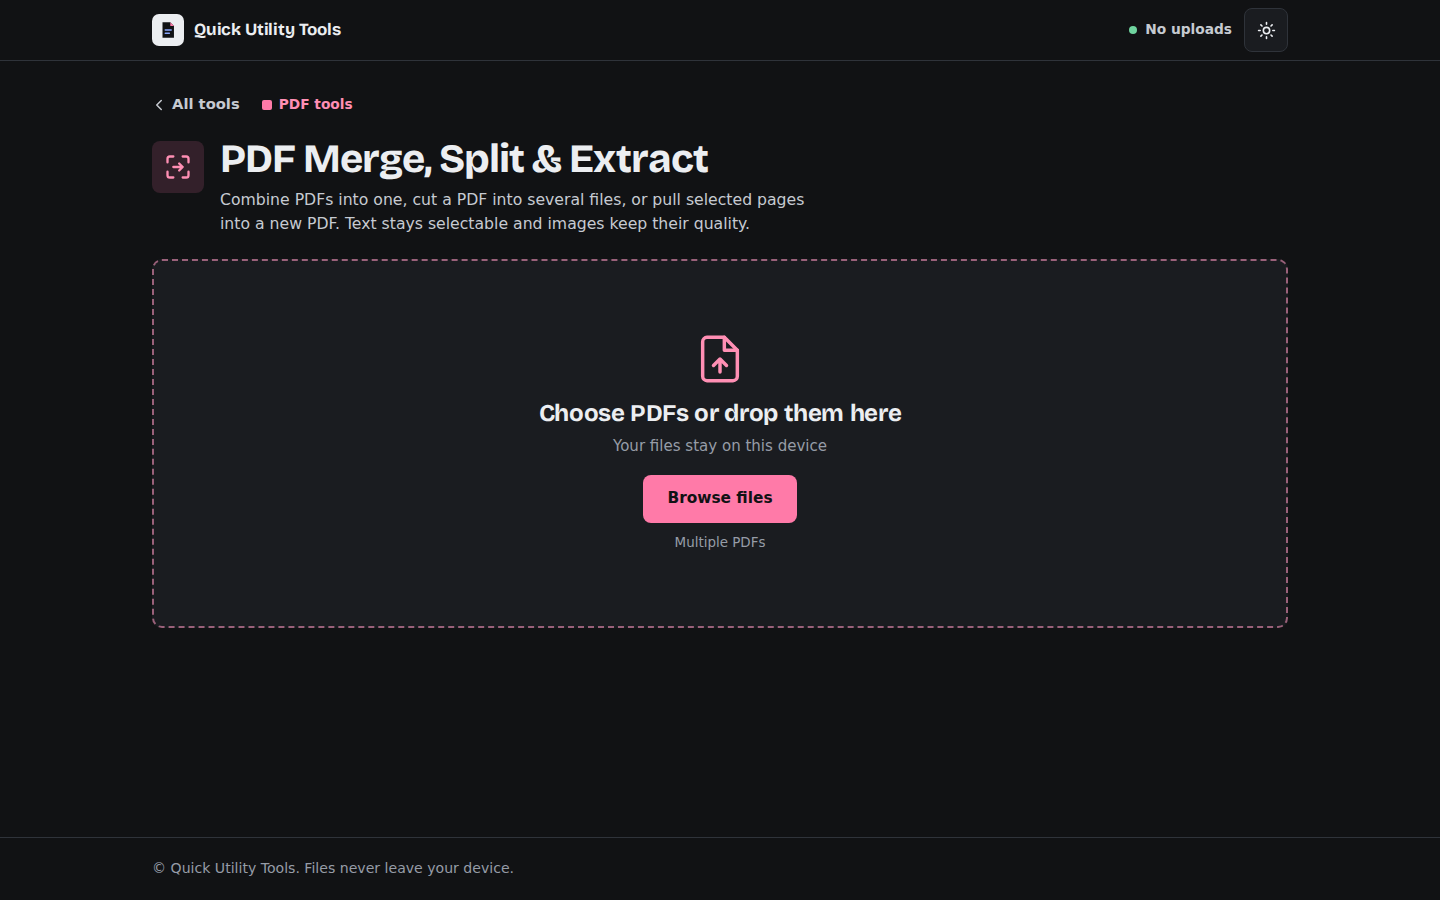 Quick Utility Tools
No uploads
All tools
PDF tools
PDF Merge, Split & Extract
Combine PDFs into one, cut a PDF into several files, or pull selected pages
into a new PDF. Text stays selectable and images keep their quality.
Choose PDFs or drop them here
Your files stay on this device
Browse files
Multiple PDFs
© Quick Utility Tools. Files never leave your device.